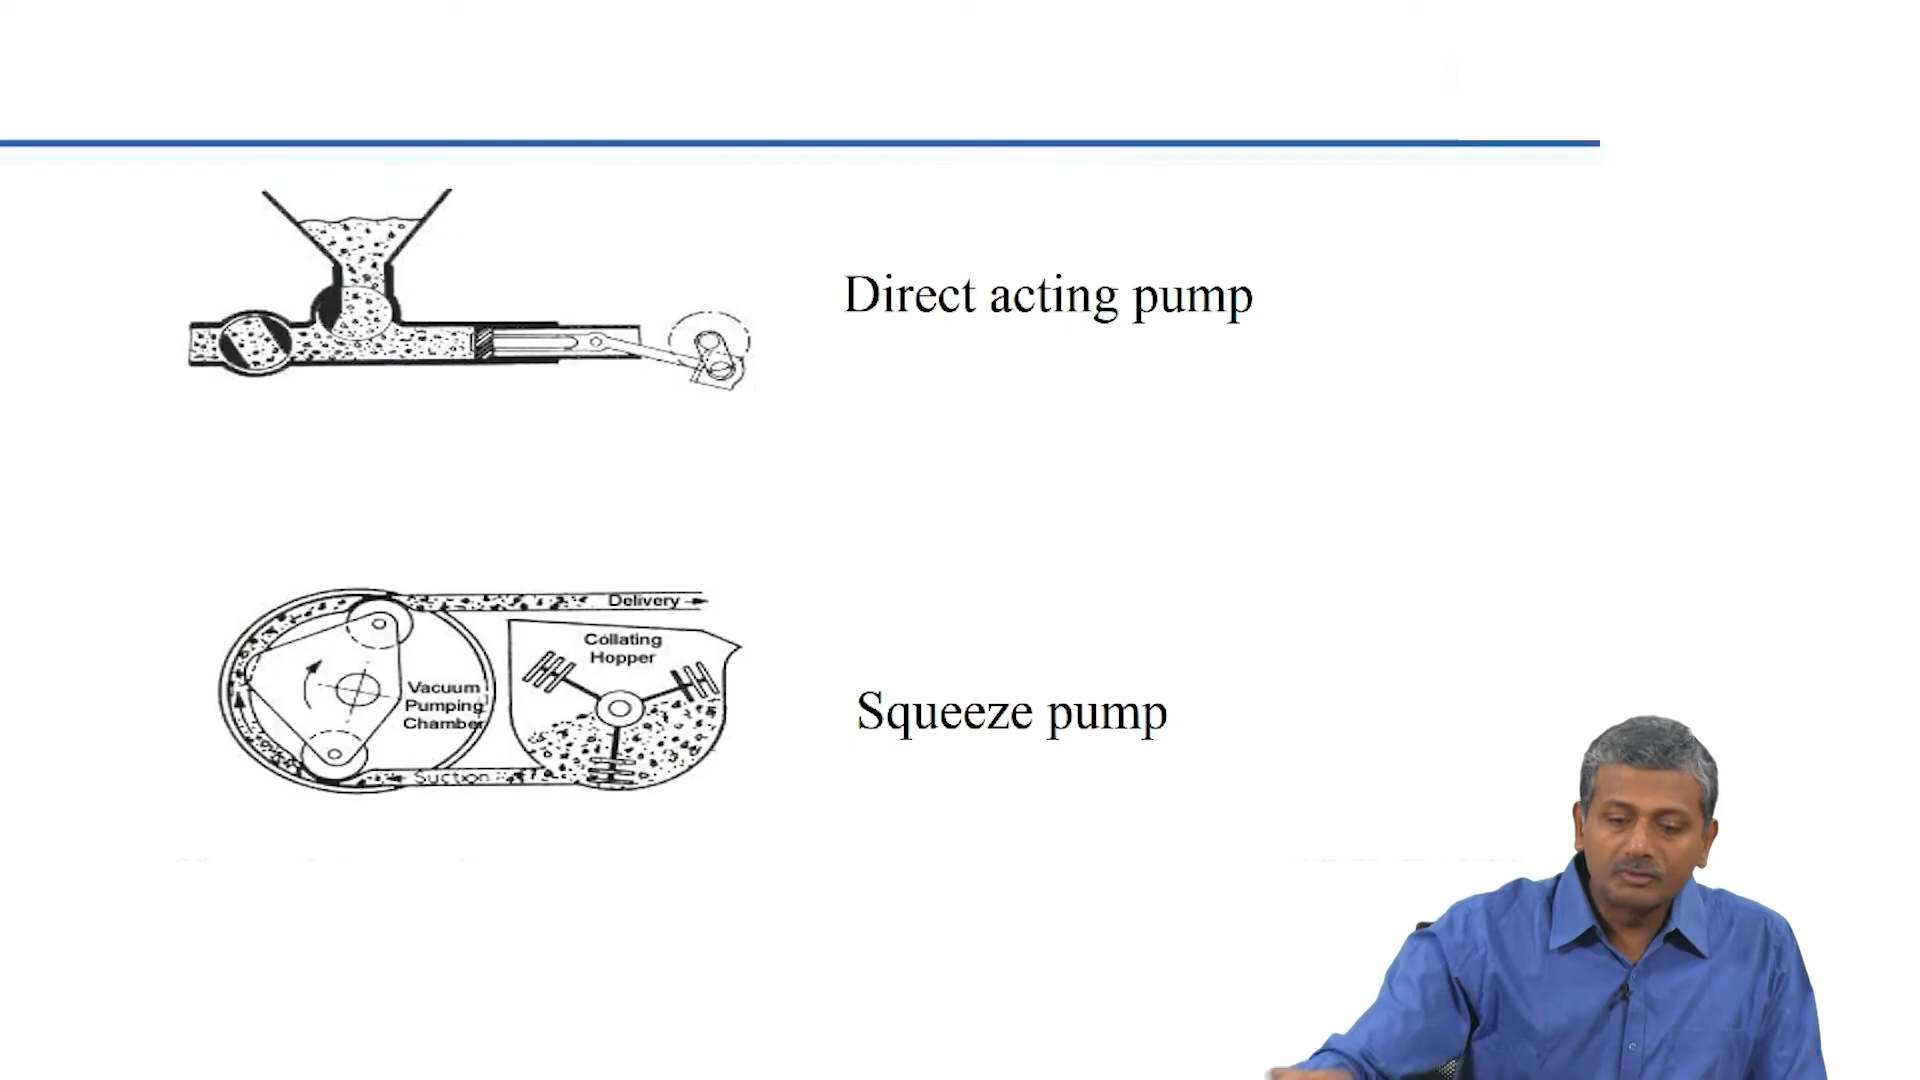 Direct acting pump
Delivery
Collating
Hopper
Vacuum
Pumping
Chamber
Suction
Squeeze pump